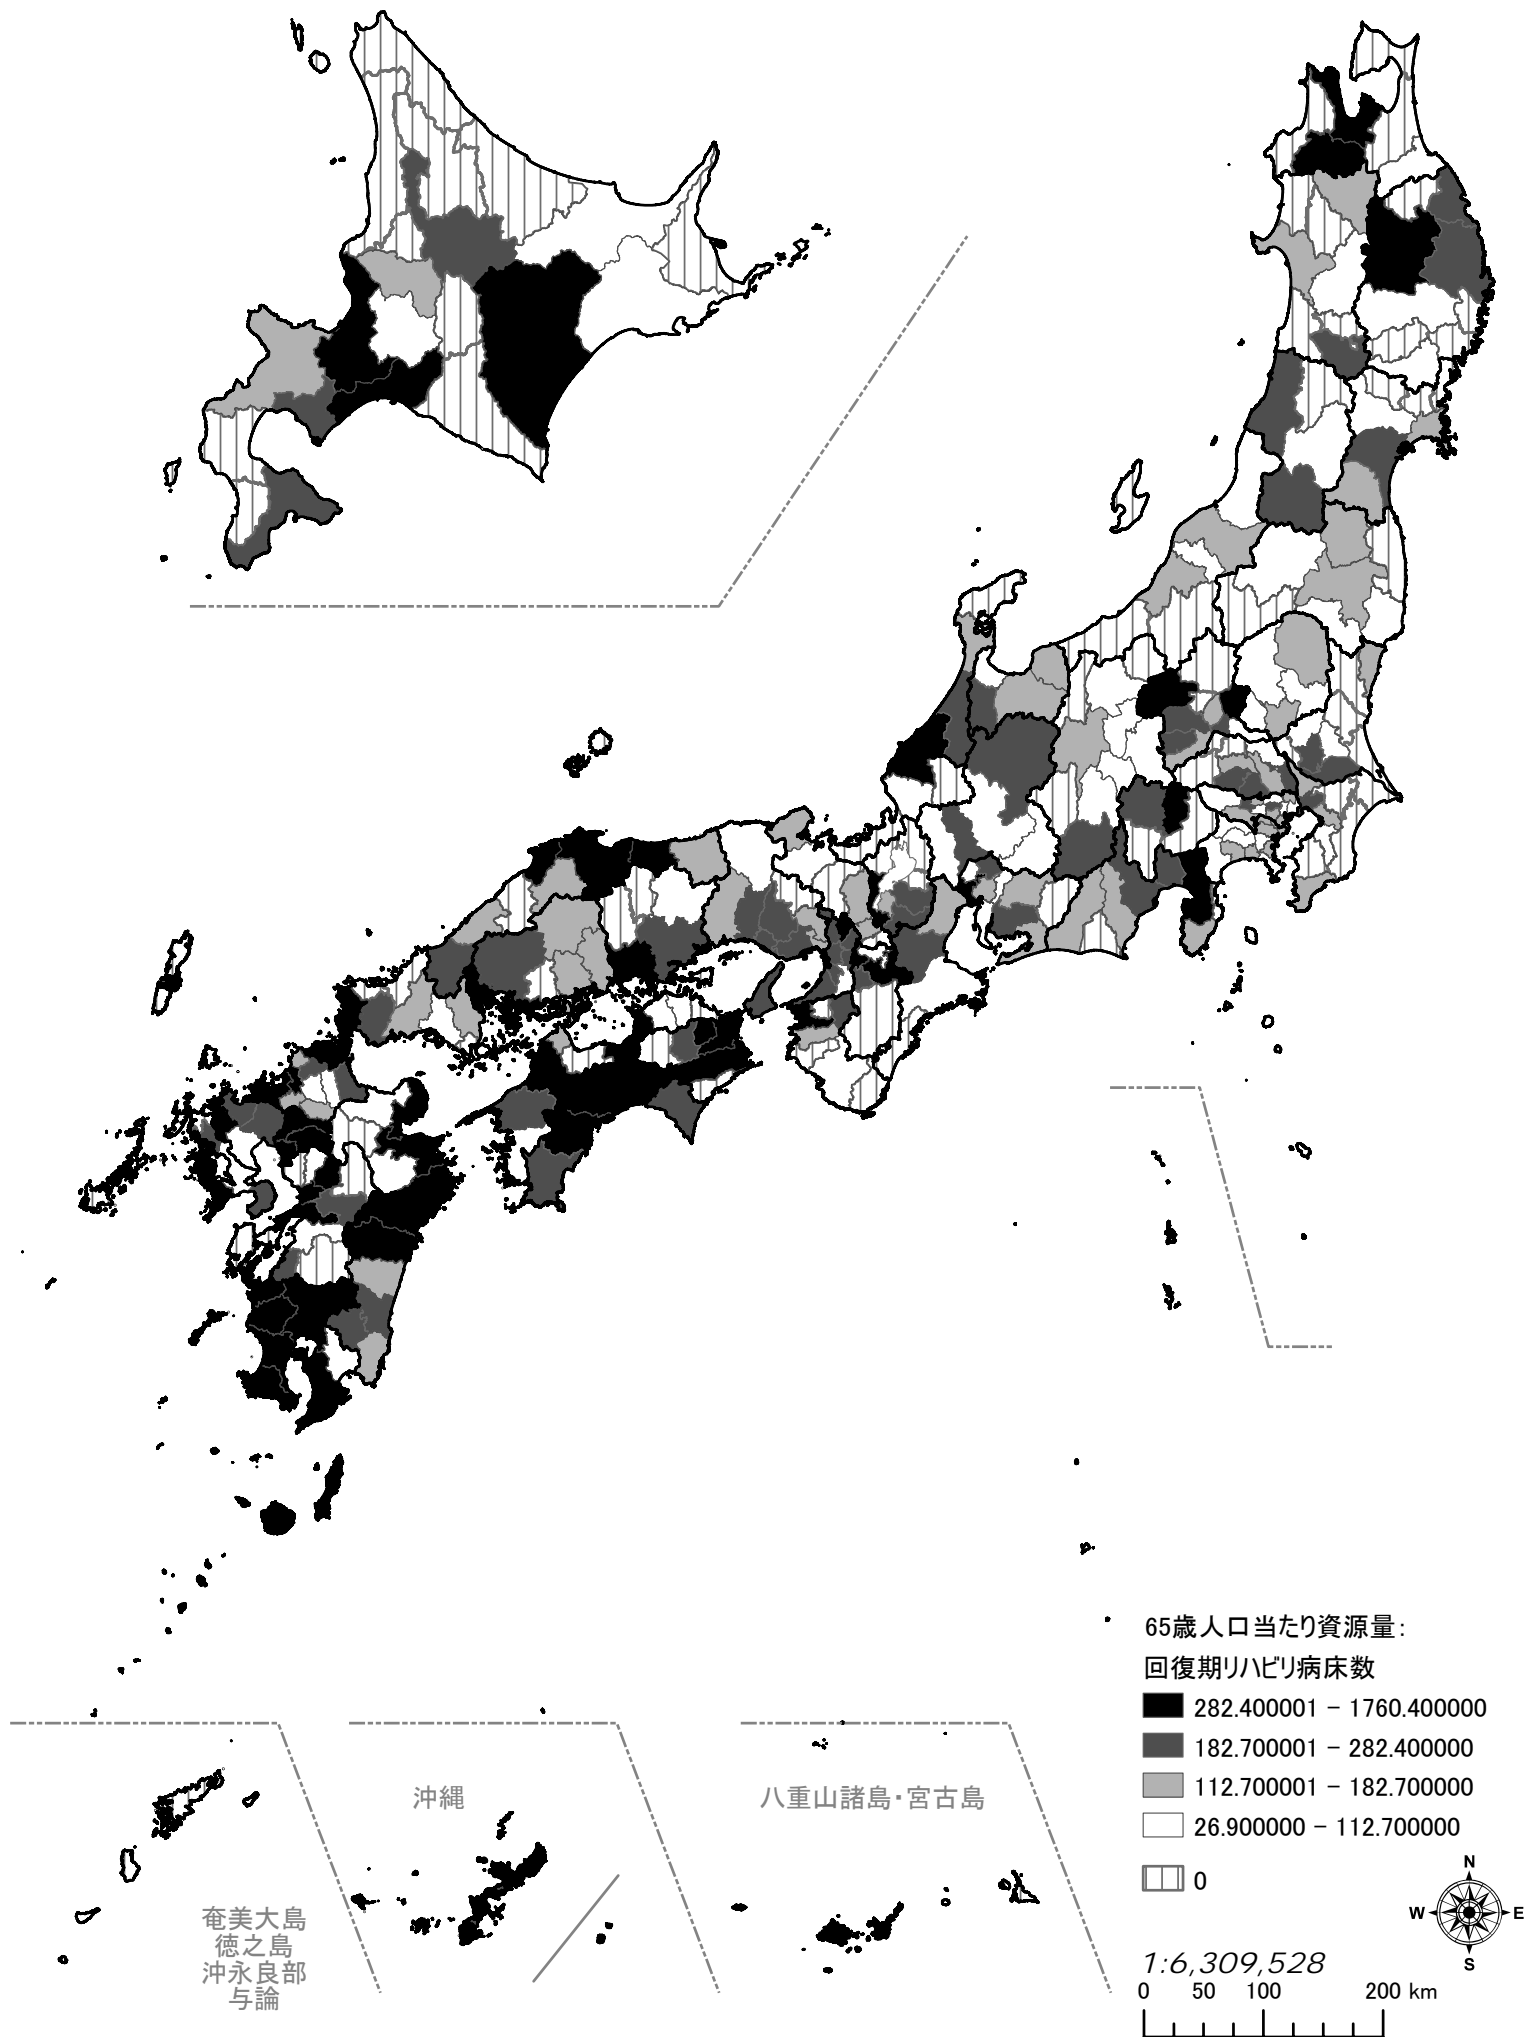 65歳人口当たり資源量:
回復期リハビリ病床数
282.400001 - 1760.400000
182.700001 - 282.400000
112.700001 - 182.700000
26.900000 - 112.700000
0
沖縄
八重山諸島・宮古島
奄美大島
徳之島
沖永良部
与論
N
W E
S
1:6,309,528
0 50 100 200 km